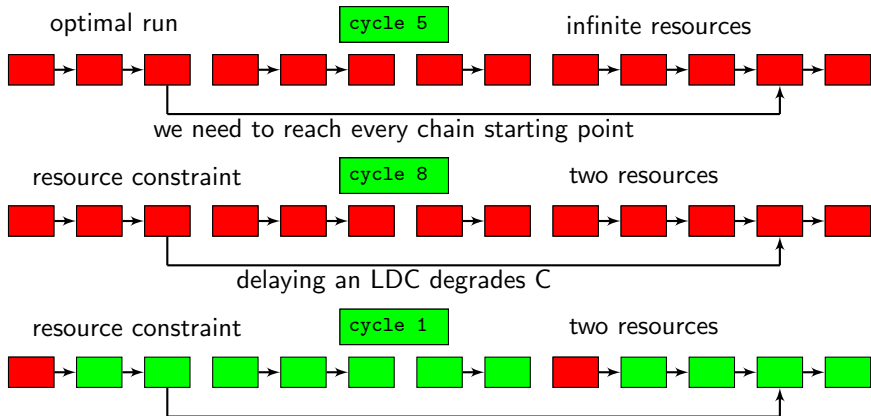 optimal run cycle 5 infinite resources
we need to reach every chain starting point
resource constraint cycle 8 two resources
delaying an LDC degrades C
resource constraint cycle 1 two resources